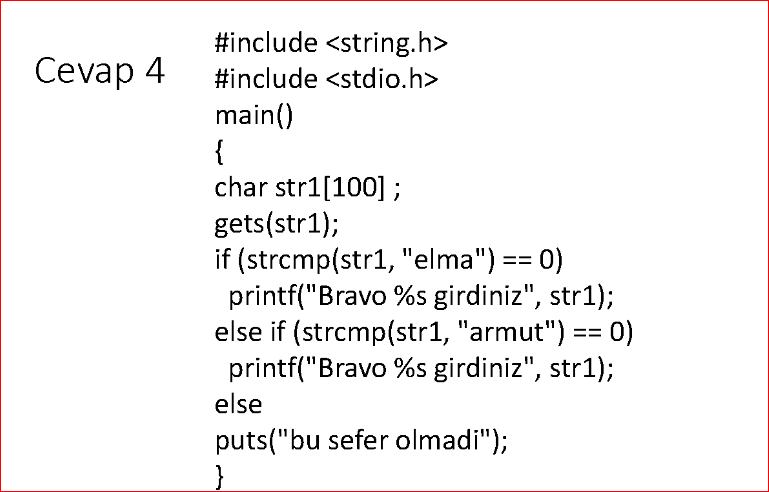 Cevap 4
#include <string.h>
#include <stdio.h>
main()
{
char str1[100] ;
gets(str1);
if (strcmp(str1, "elma") == 0)
  printf("Bravo %s girdiniz", str1);
else if (strcmp(str1, "armut") == 0)
  printf("Bravo %s girdiniz", str1);
else
puts("bu sefer olmadi");
}